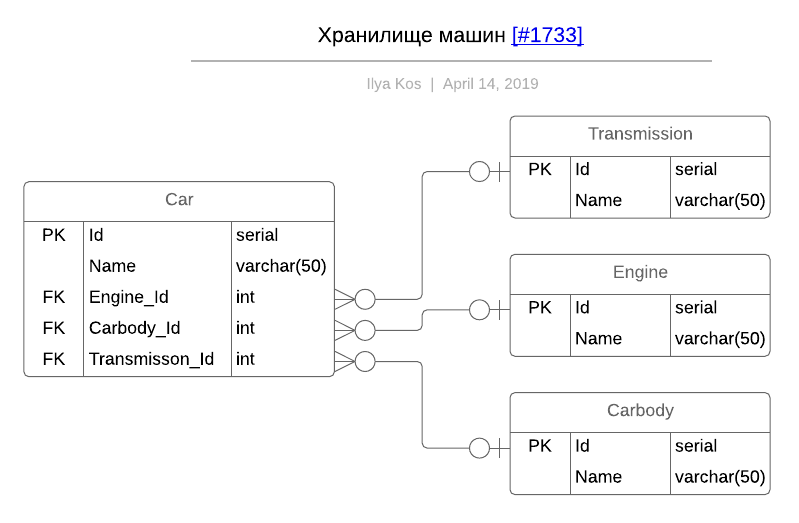 Хранилище машин [#1733]
Ilya Kos | April 14, 2019
Car
PK Id serial
Name varchar(50)
FK Engine_Id int
FK Carbody_Id int
FK Transmisson_Id int
Transmission
PK Id serial
Name varchar(50)
Engine
PK Id serial
Name varchar(50)
Carbody
PK Id serial
Name varchar(50)